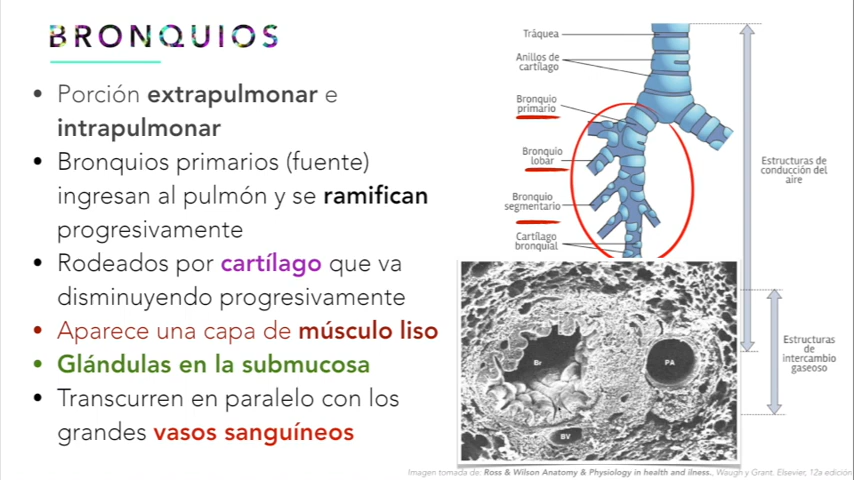 BRONQUIOS
• Porción extrapulmonar e
intrapulmonar
• Bronquios primarios (fuente)
ingresan al pulmón y se ramifican
progresivamente
• Rodeados por cartílago que va
disminuyendo progresivamente
• Aparece una capa de músculo liso
• Glándulas en la submucosa
• Transcurren en paralelo con los
grandes vasos sanguíneos
Tráquea
Anillos de
cartílago
Bronquio
primario
Bronquio
lobar
Bronquio
segmentario
Cartílago
bronquial
Estructuras de
conducción del
aire
Estructuras
de
intercambio
gaseoso
Br
PA
BV
Imagen tomada de: Ross & Wilson Anatomy & Physiology in health and ilness., Waugh y Grant. Elsevier, 12a edición